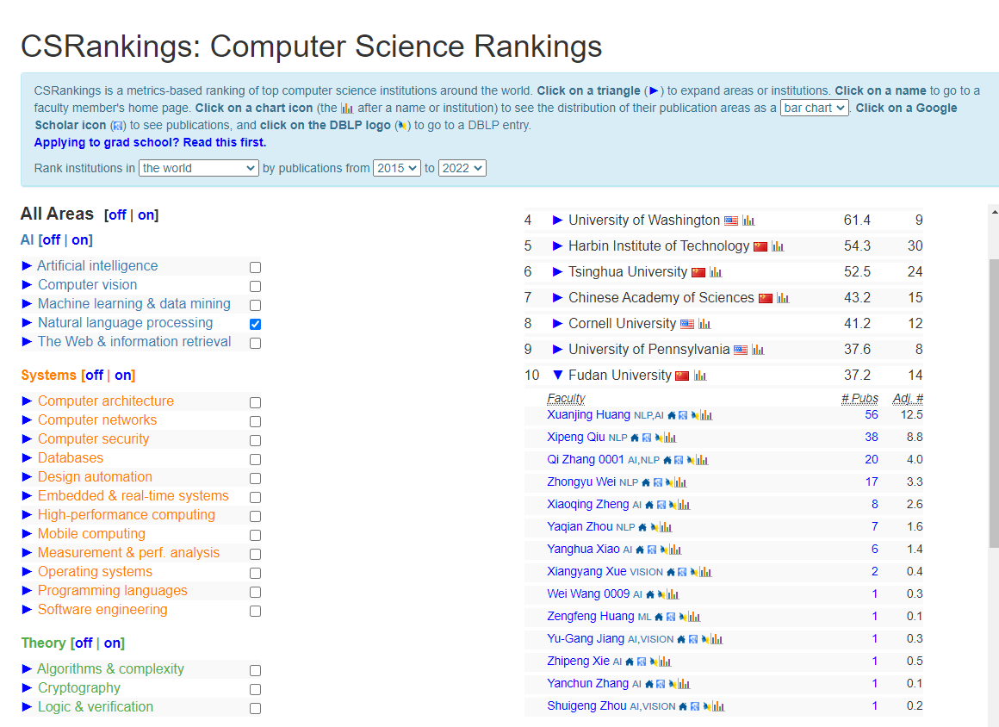 CSRankings: Computer Science Rankings
CSRankings is a metrics-based ranking of top computer science institutions around the world. Click on a triangle (▶) to expand areas or institutions. Click on a name to go to a
faculty member's home page. Click on a chart icon (the after a name or institution) to see the distribution of their publication areas as a bar chart. Click on a Google
Scholar icon () to see publications, and click on the DBLP logo () to go to a DBLP entry.
Applying to grad school? Read this first.
Rank institutions in the world by publications from 2015 to 2022
All Areas [off | on]
AI [off | on]
▶ Artificial intelligence
▶ Computer vision
▶ Machine learning & data mining
▶ Natural language processing
▶ The Web & information retrieval
Systems [off | on]
▶ Computer architecture
▶ Computer networks
▶ Computer security
▶ Databases
▶ Design automation
▶ Embedded & real-time systems
▶ High-performance computing
▶ Mobile computing
▶ Measurement & perf. analysis
▶ Operating systems
▶ Programming languages
▶ Software engineering
Theory [off | on]
▶ Algorithms & complexity
▶ Cryptography
▶ Logic & verification
4 ▶ University of Washington 61.4 9
5 ▶ Harbin Institute of Technology 54.3 30
6 ▶ Tsinghua University 52.5 24
7 ▶ Chinese Academy of Sciences 43.2 15
8 ▶ Cornell University 41.2 12
9 ▶ University of Pennsylvania 37.6 8
10 ▼ Fudan University 37.2 14
Faculty # Pubs Adj. #
Xuanjing Huang NLP,AI 56 12.5
Xipeng Qiu NLP 38 8.8
Qi Zhang 0001 AI,NLP 20 4.0
Zhongyu Wei NLP 17 3.3
Xiaoqing Zheng AI 8 2.6
Yaqian Zhou NLP 7 1.6
Yanghua Xiao AI 6 1.4
Xiangyang Xue VISION 2 0.4
Wei Wang 0009 AI 1 0.3
Zengfeng Huang ML 1 0.1
Yu-Gang Jiang AI,VISION 1 0.3
Zhipeng Xie AI 1 0.5
Yanchun Zhang AI 1 0.1
Shuigeng Zhou AI,VISION 1 0.2